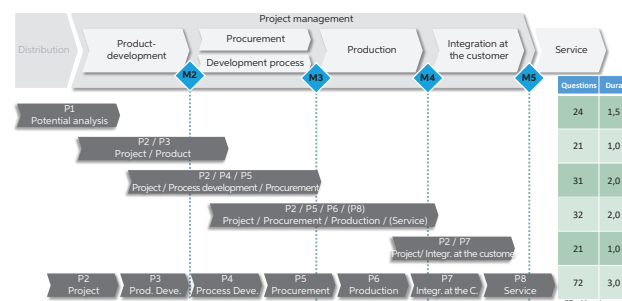 Project management
Distribution
Product-
development
Procurement
Development process
Production
Integration at
the customer
Service
M2
M3
M4
M5
Questions
Dura
P1
Potential analysis
24
1,5
P2 / P3
Project / Product
21
1,0
P2 / P4 / P5
Project / Process development / Procurement
31
2,0
P2 / P5 / P6 / (P8)
Project / Procurement / Production / (Service)
32
2,0
P2 / P7
Project/ Integr. at the custome
21
1,0
P2
Project
P3
Prod. Deve.
P4
Process Deve.
P5
Procurement
P6
Production
P7
Integr. at the C.
P8
Service
72
3,0